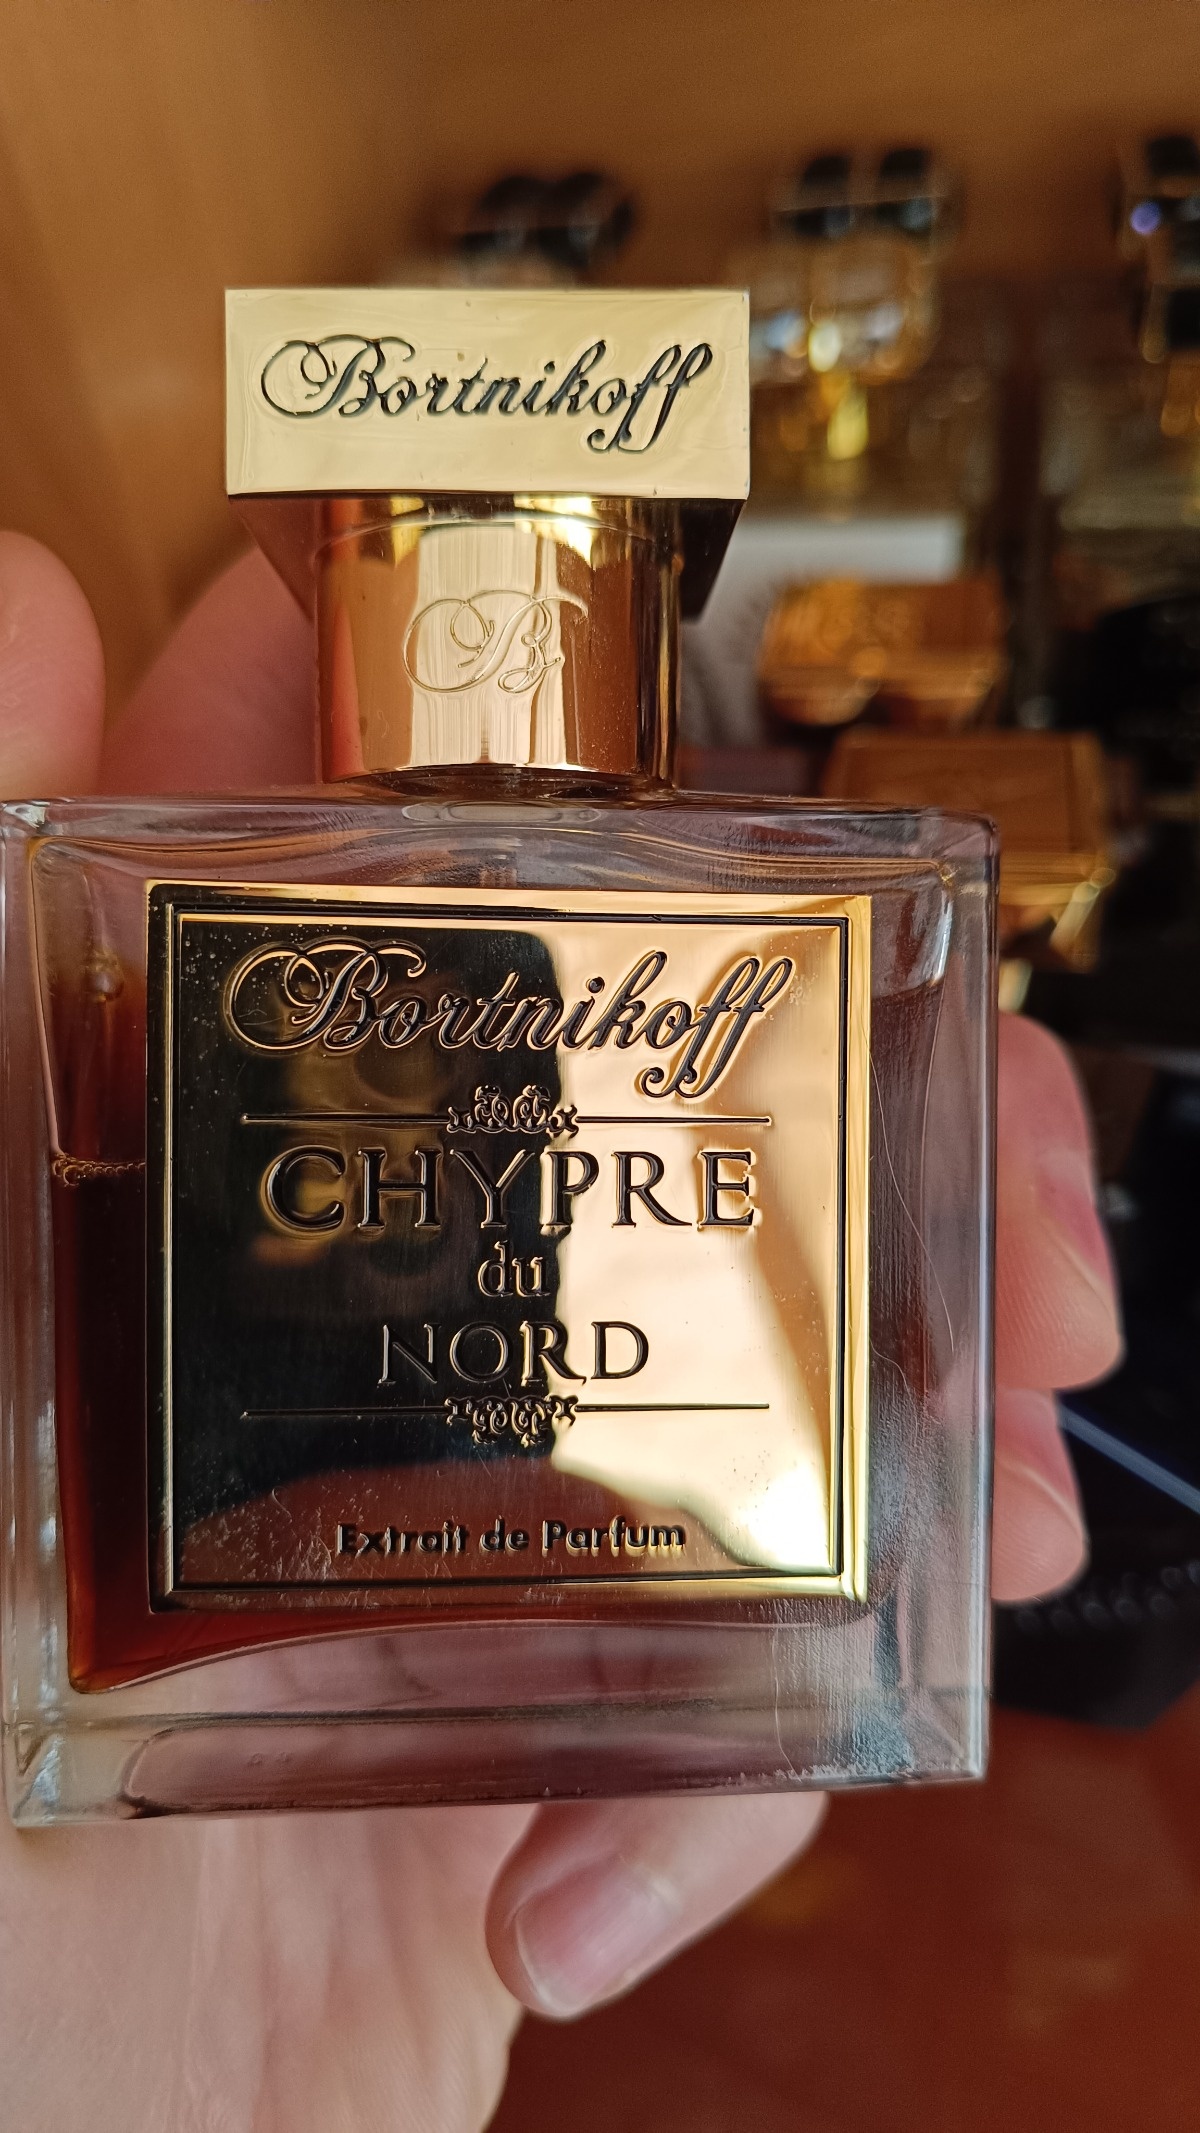 Bortnikoff
B
Bortnikoff
CHYPRE
du
NORD
Extrait de Parfum